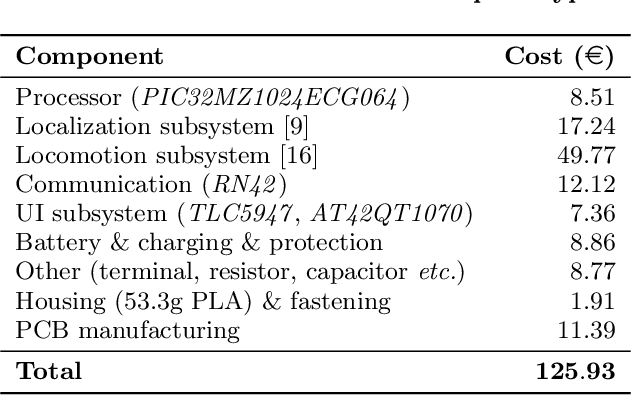 Component Cost (€)
Processor (PIC32MZ1024ECG064) 8.51
Localization subsystem [9] 17.24
Locomotion subsystem [16] 49.77
Communication (RN42) 12.12
UI subsystem (TLC5947, AT42QT1070) 7.36
Battery & charging & protection 8.86
Other (terminal, resistor, capacitor etc.) 8.77
Housing (53.3g PLA) & fastening 1.91
PCB manufacturing 11.39
Total 125.93